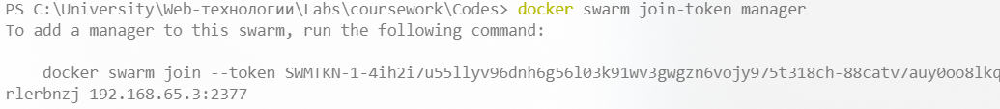 PS C:\University\Web-технологии\Labs\coursework\Codes> docker swarm join-token manager
To add a manager to this swarm, run the following command:
docker swarm join --token SWMTKN-1-4ih2i7u55llyv96dnh6g56l03k91wv3gwgzn6vojy975t318ch-88catv7auy0oo8lkq
rlerbnzj 192.168.65.3:2377